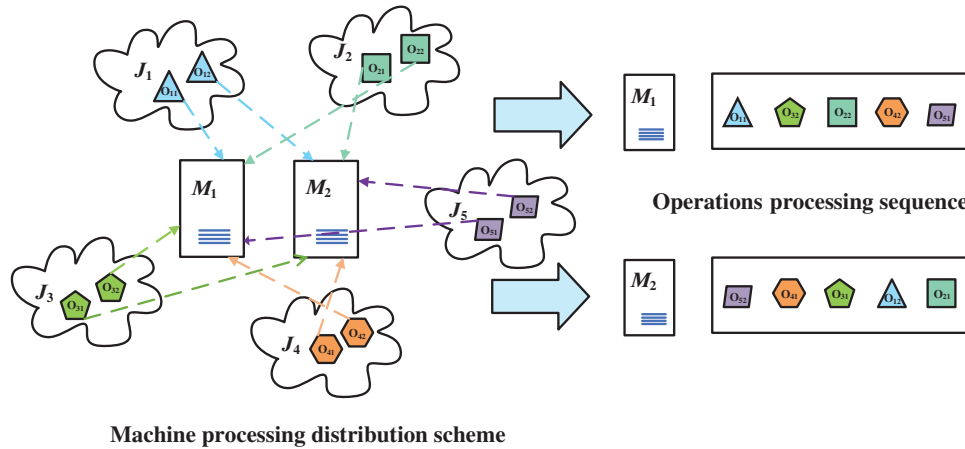 J1
O11
O12
J2
O21
O22
M1
M2
J5
O52
O51
J3
O31
O32
J4
O41
O42
Machine processing distribution scheme
M1
O11 O32 O22 O42 O51
Operations processing sequence
M2
O52 O41 O31 O12 O21